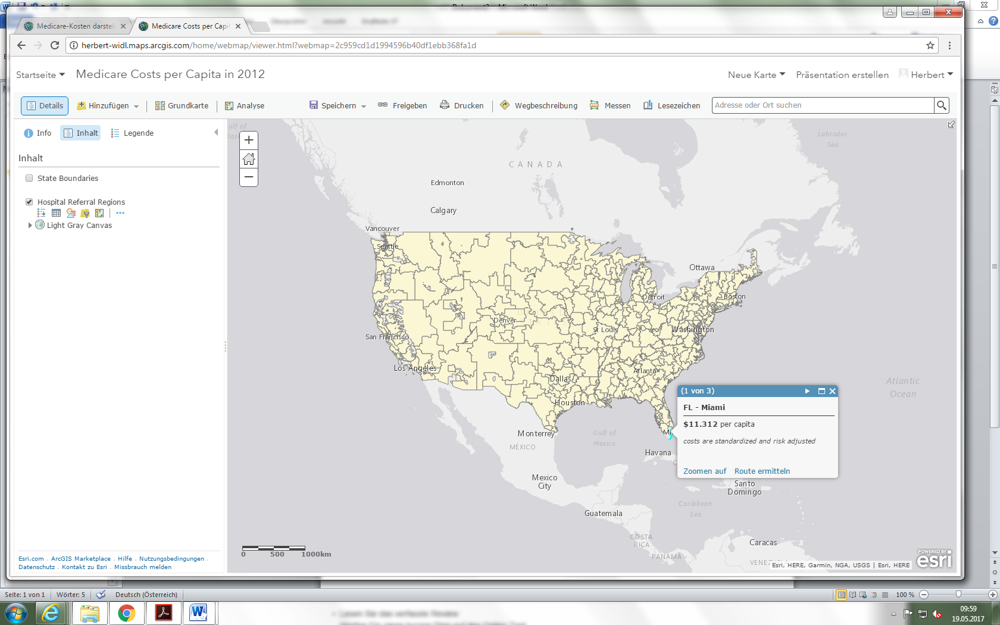 Medicare-Kosten darstell
Medicare Costs per Capit
herbert-widl.maps.arcgis.com/home/webmap/viewer.html?webmap=2c959cd1d1994596b40df1ebb368fa1d
Startseite
Medicare Costs per Capita in 2012
Neue Karte
Präsentation erstellen
Herbert
Details
Hinzufügen
Grundkarte
Analyse
Speichern
Freigeben
Drucken
Wegbeschreibung
Messen
Lesezeichen
Adresse oder Ort suchen
Info
Inhalt
Legende
Inhalt
State Boundaries
Hospital Referral Regions
Light Gray Canvas
Labrador
Sea
CANADA
Edmonton
Calgary
Vancouver
Seattle
Ottawa
Detroit
Boston
Denver
St Louis
Washington
San Francisco
Los Angeles
Atlanta
Dallas
Houston
Atlantic
Ocean
Monterrey
MÉXICO
Gulf of
Mexico
Havana
Mexico
City
Santo
Domingo
Caribbean
Sea
Guatemala
COSTA
RICA
PANAMÁ
Caracas
(1 von 3)
FL - Miami
$11.312 per capita
costs are standardized and risk adjusted
Zoomen auf Route ermitteln
0 500 1000km
Esri, HERE, Garmin, NGA, USGS | Esri, HERE
POWERED BY
esri
Esri.com . ArcGIS Marketplace . Hilfe . Nutzungsbedingungen .
Datenschutz . Kontakt zu Esri . Missbrauch melden
Seite: 1 von 1
Wörter: 5
Deutsch (Österreich)
100 %
09:59
19.05.2017